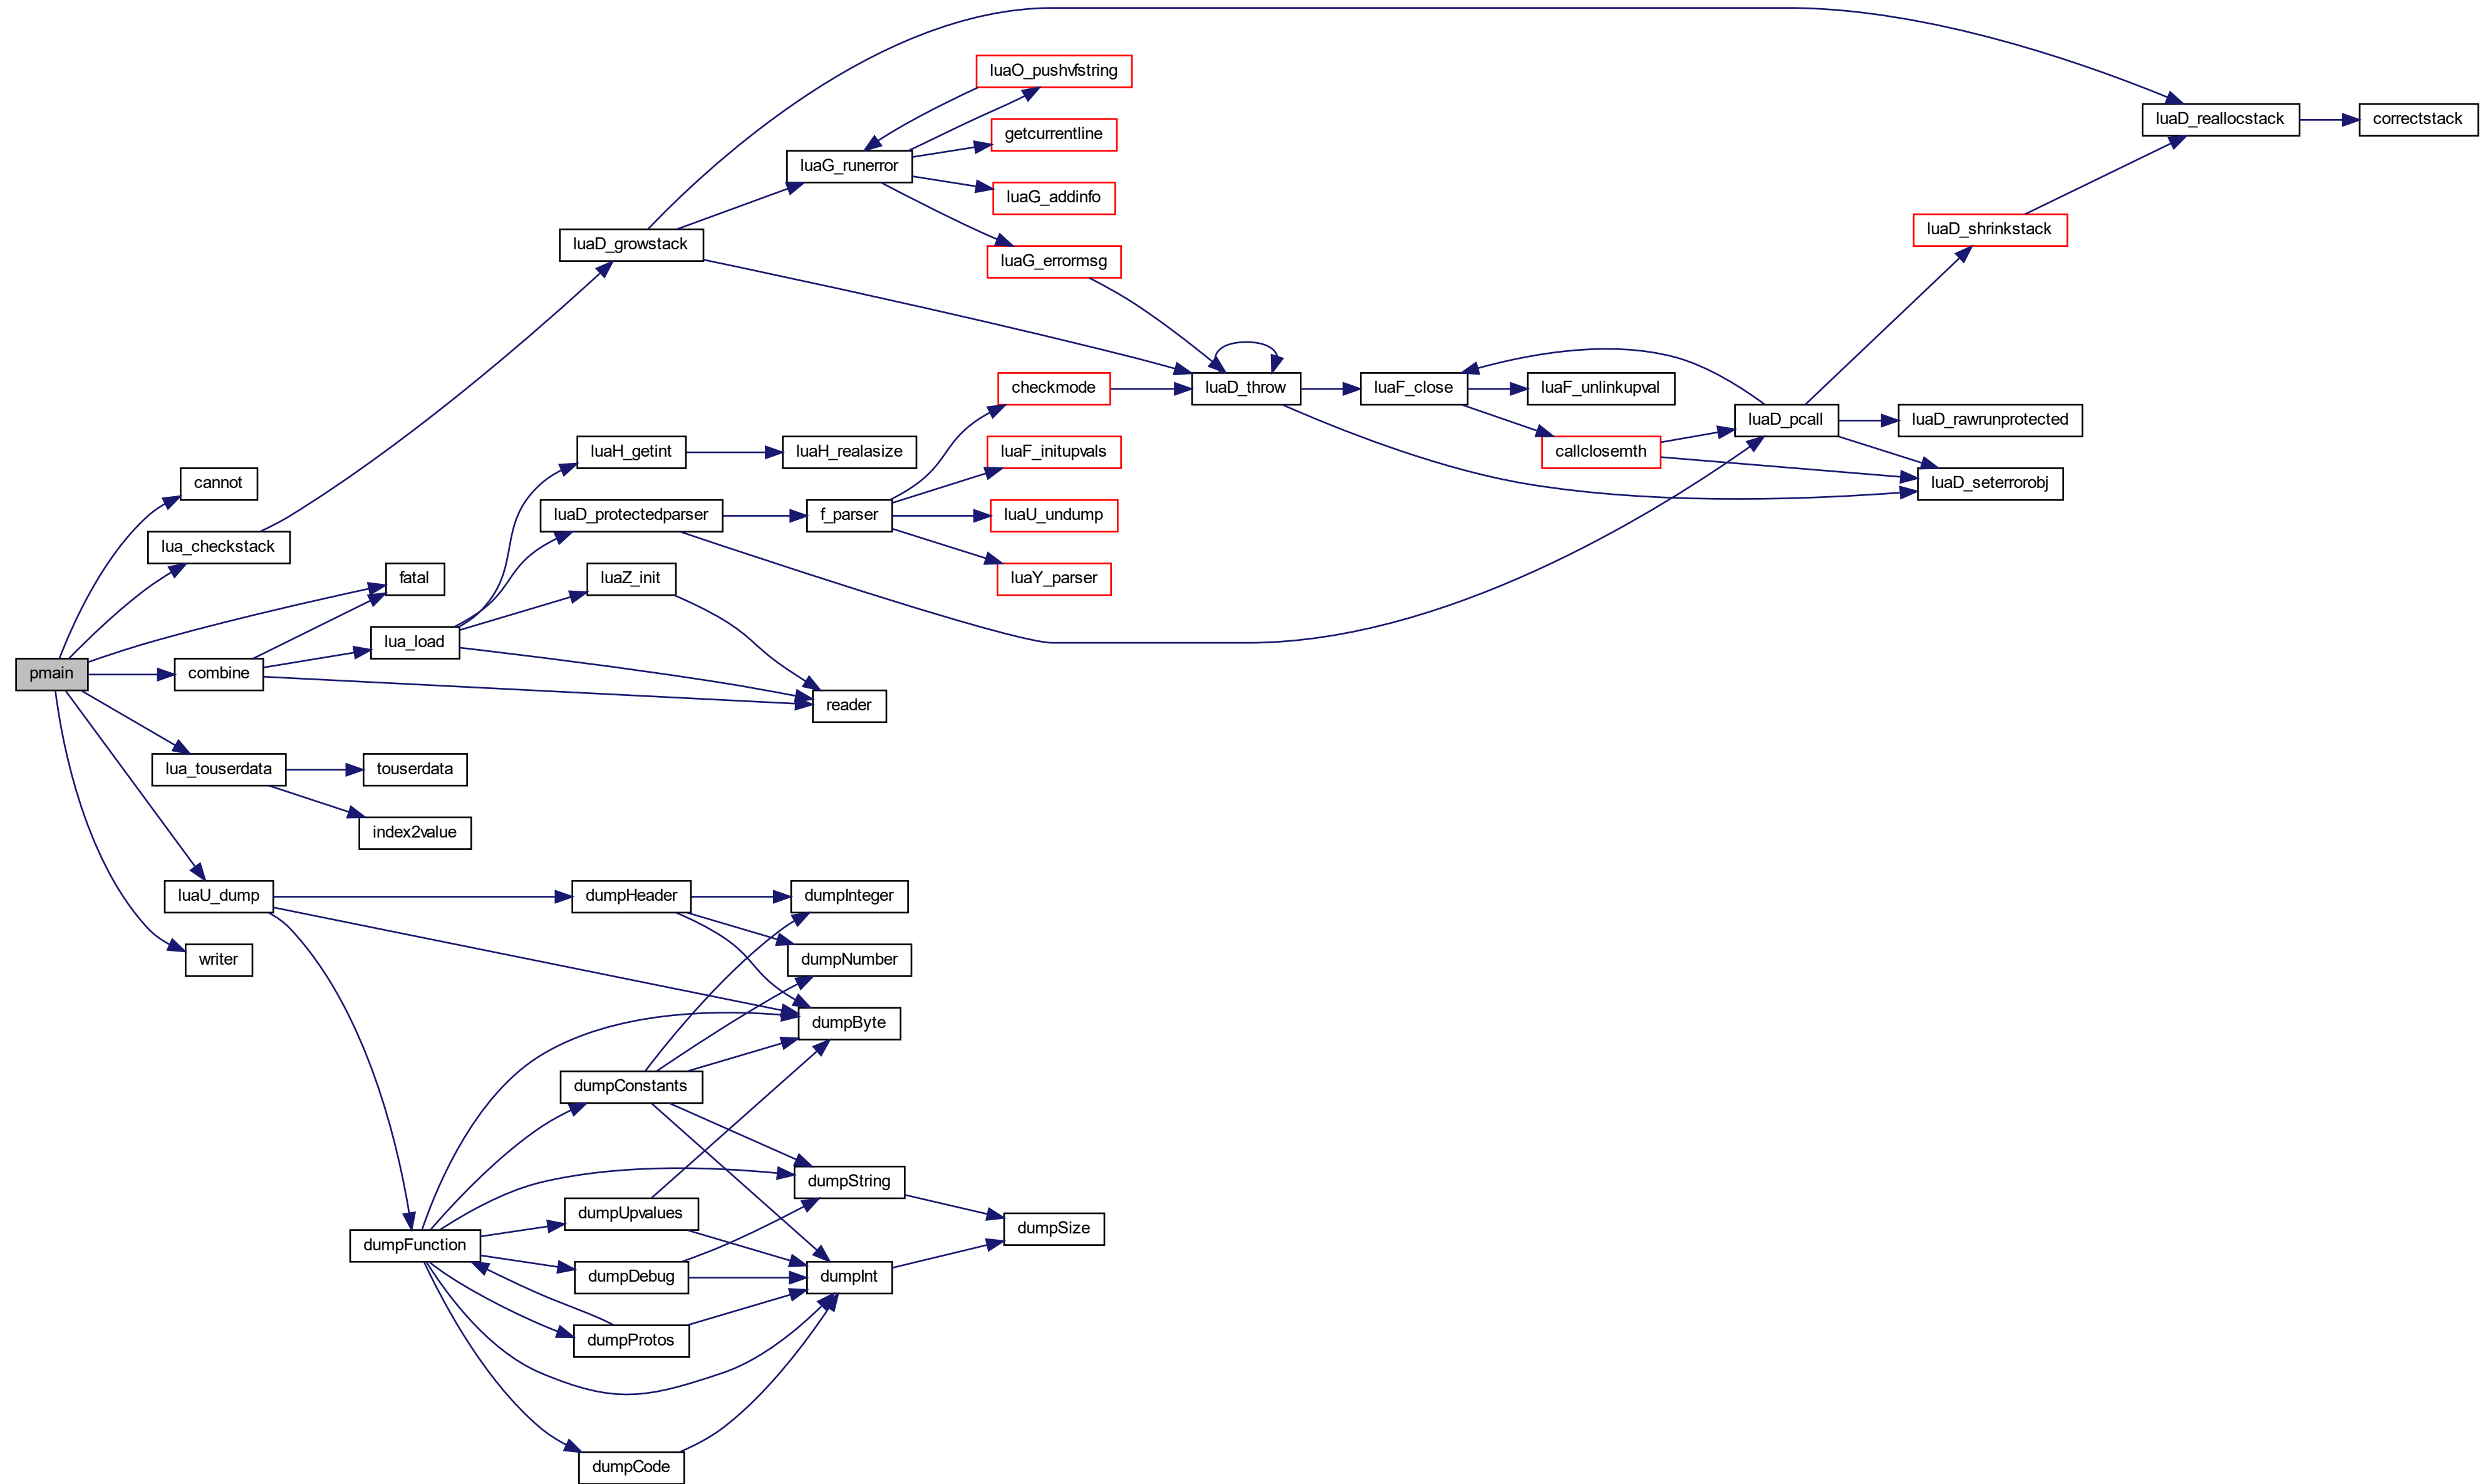 luaO_pushvfstring
luaD_reallocstack
correctstack
getcurrentline
luaG_runerror
luaG_addinfo
luaD_shrinkstack
luaD_growstack
luaG_errormsg
checkmode
luaD_throw
luaF_close
luaF_unlinkupval
luaD_pcall
luaD_rawrunprotected
luaH_getint
luaH_realasize
luaF_initupvals
callclosemth
cannot
luaD_seterrorobj
luaD_protectedparser
f_parser
luaU_undump
lua_checkstack
fatal
luaZ_init
luaY_parser
lua_load
pmain
combine
reader
lua_touserdata
touserdata
index2value
luaU_dump
dumpHeader
dumpInteger
writer
dumpNumber
dumpByte
dumpConstants
dumpString
dumpUpvalues
dumpSize
dumpFunction
dumpDebug
dumpInt
dumpProtos
dumpCode